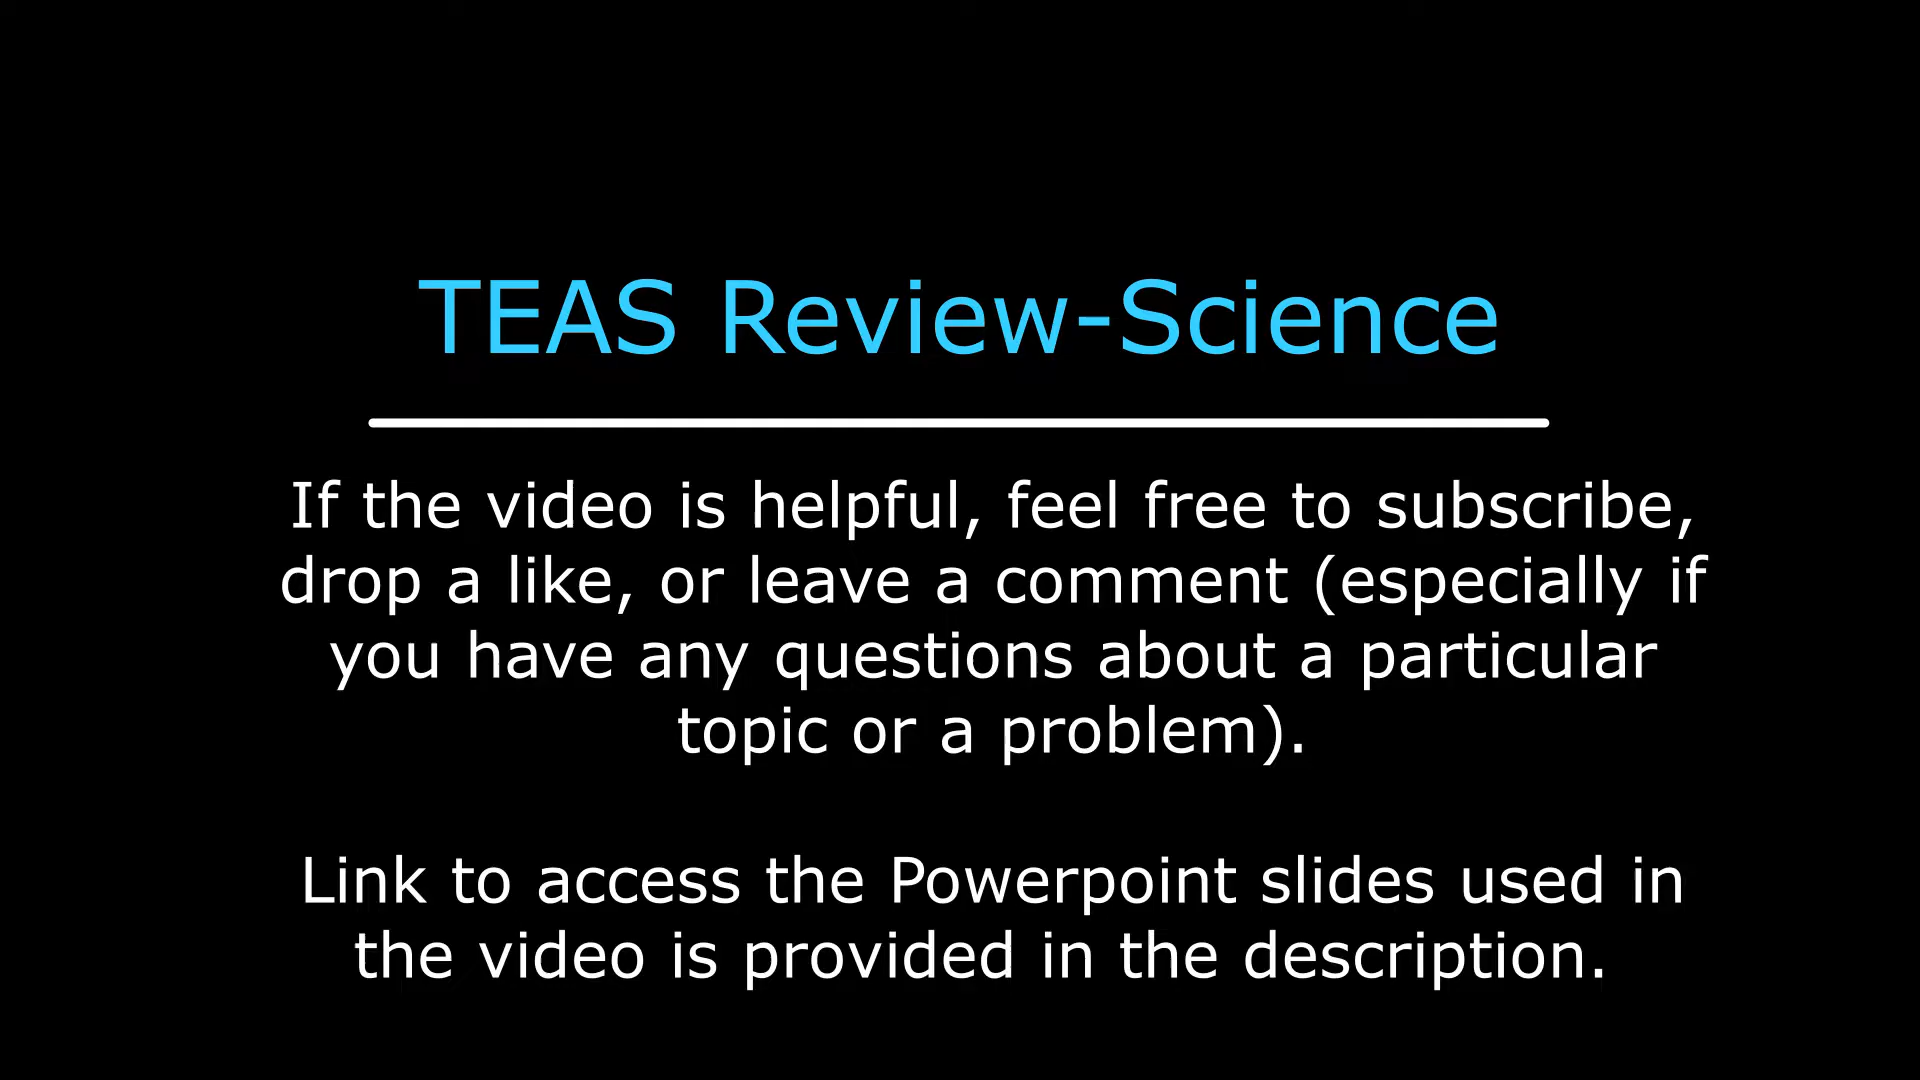 TEAS Review-Science
If the video is helpful, feel free to subscribe,
drop a like, or leave a comment (especially if
you have any questions about a particular
topic or a problem).
Link to access the Powerpoint slides used in
the video is provided in the description.